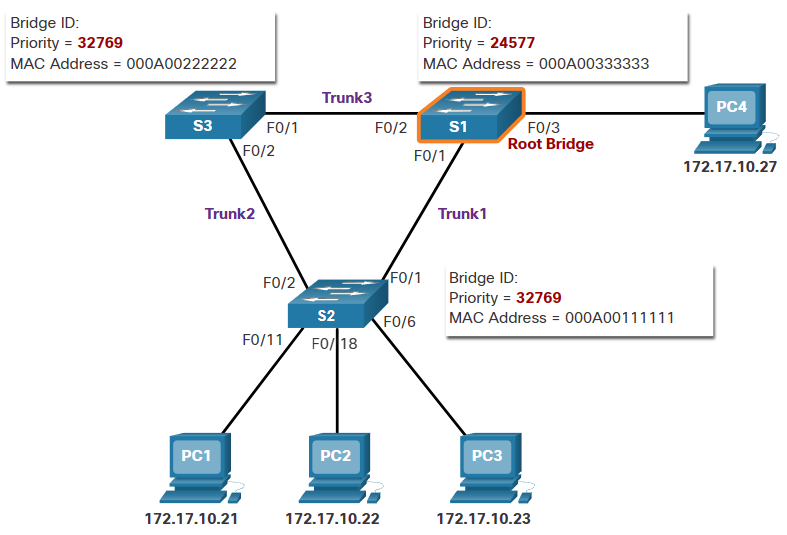 Bridge ID:
Priority = 32769
MAC Address = 000A00222222
Bridge ID:
Priority = 24577
MAC Address = 000A00333333
Trunk3
S3
F0/1
F0/2
S1
F0/3
PC4
F0/2
F0/1
Root Bridge
172.17.10.27
Trunk2
Trunk1
F0/2
F0/1
Bridge ID:
Priority = 32769
MAC Address = 000A00111111
S2
F0/6
F0/11
F0/18
PC1
PC2
PC3
172.17.10.21
172.17.10.22
172.17.10.23